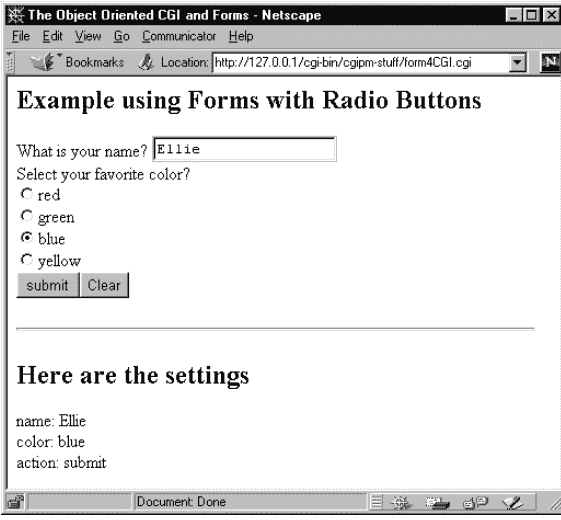 The Object Oriented CGI and Forms - Netscape
File Edit View Go Communicator Help
Bookmarks Location: http://127.0.0.1/cgi-bin/cgipm-stuff/form4CGI.cgi N
Example using Forms with Radio Buttons
What is your name? Ellie
Select your favorite color?
red
green
blue
yellow
submit Clear
Here are the settings
name: Ellie
color: blue
action: submit
Document: Done